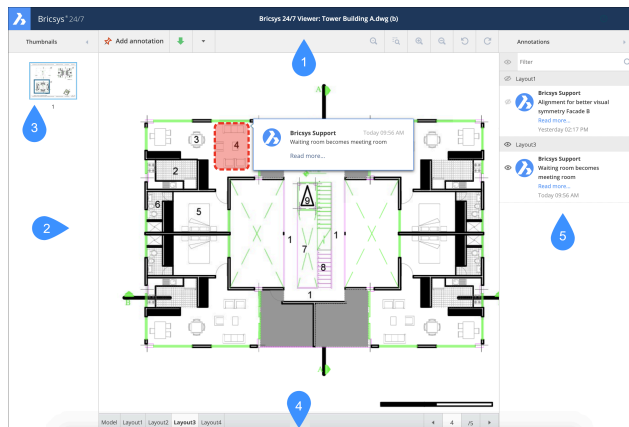 Bricsys® 24/7
Bricsys 24/7 Viewer: Tower Building A.dwg (b)
Thumbnails
Add annotation
Annotations
1
Filter
Layout1
Bricsys Support
Alignment for better visual
symmetry Facade B
Read more...
Yesterday 02:17 PM
Layout3
Bricsys Support
Waiting room becomes
meeting room
Read more...
Today 09:56 AM
1
3
2
5
4
Bricsys Support
Today 09:56 AM
Waiting room becomes meeting room
Read more...
A
3
4
2
6
5
9
1
1
7
8
1
B
A
Model
Layout1
Layout2
Layout3
Layout4
4
/5